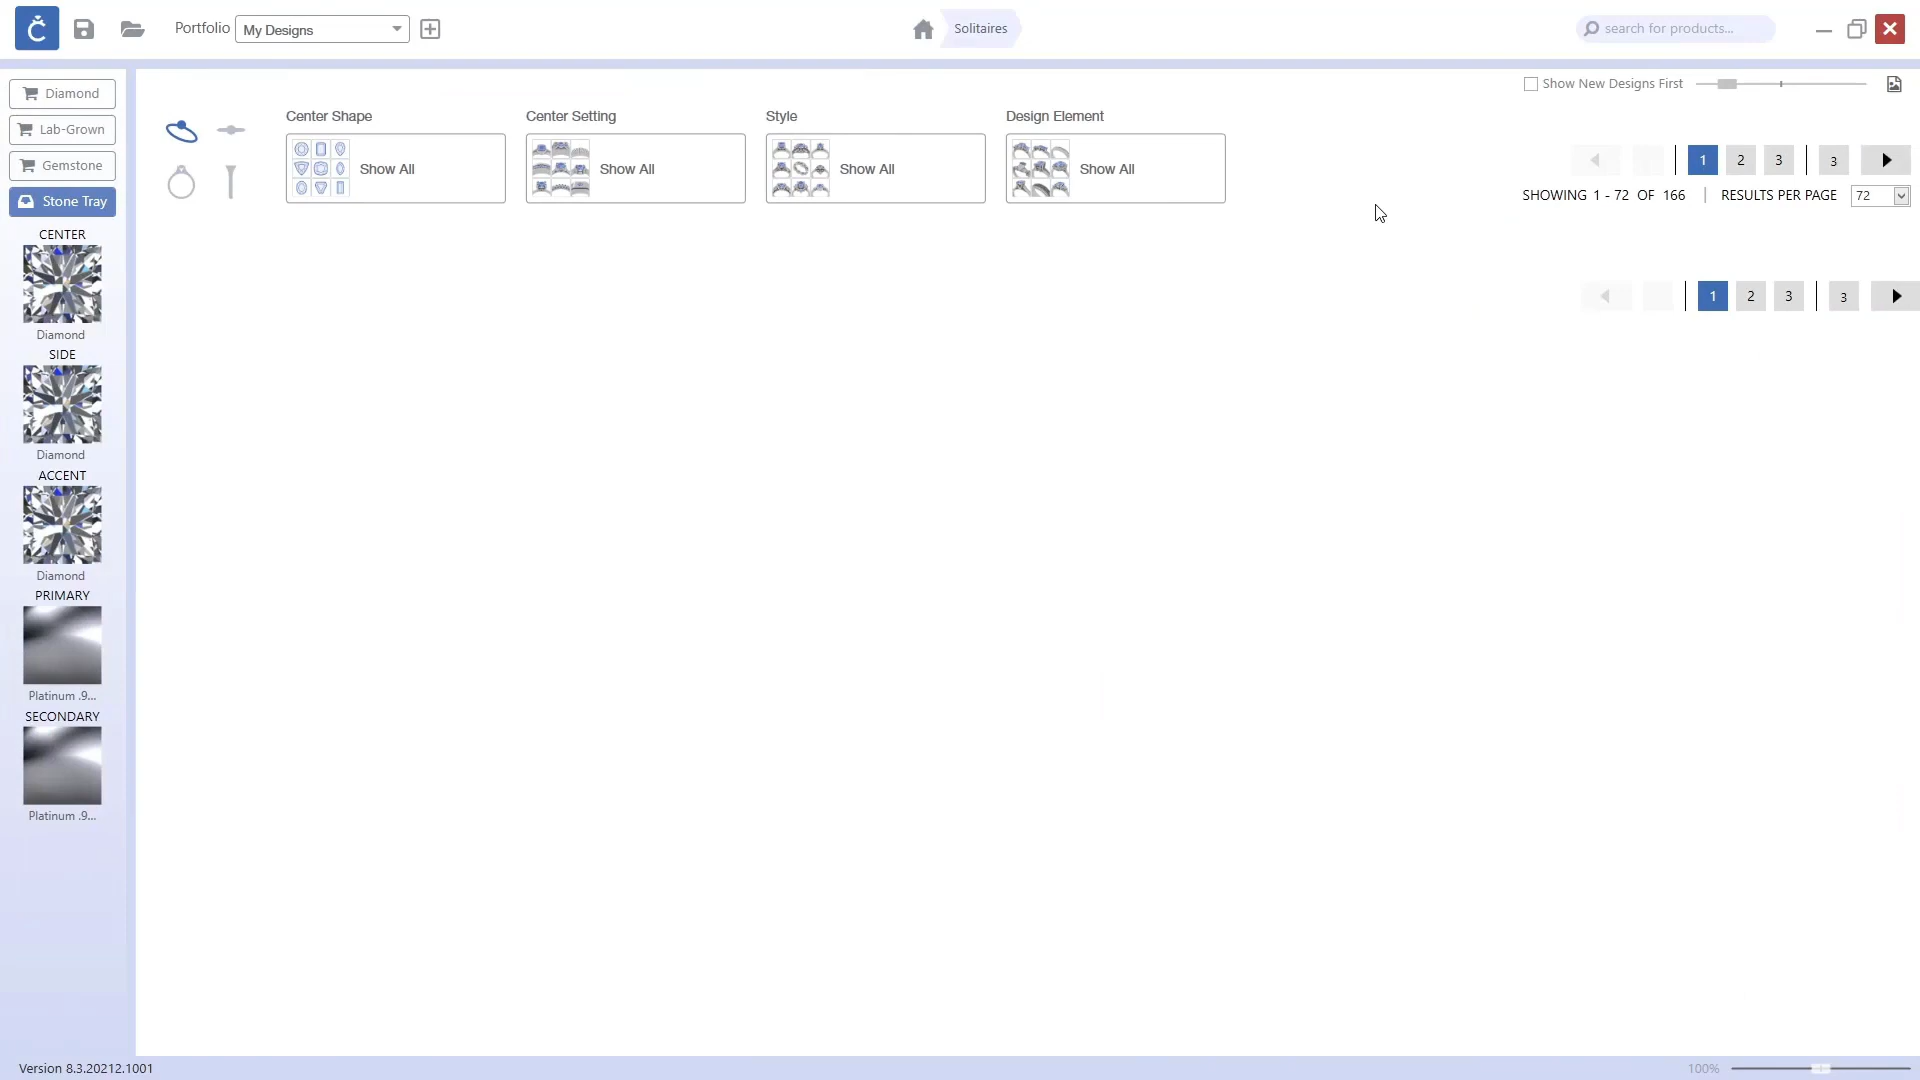 Portfolio My Designs
Solitaires
search for products...
Diamond
Lab-Grown
Gemstone
Stone Tray
CENTER
Diamond
SIDE
Diamond
ACCENT
Diamond
PRIMARY
Platinum .9...
SECONDARY
Platinum .9...
Show New Designs First
Center Shape
Show All
Center Setting
Show All
Style
Show All
Design Element
Show All
1 2 3 3
SHOWING 1 - 72 OF 166 | RESULTS PER PAGE 72
1 2 3 3
Version 8.3.20212.1001
100%